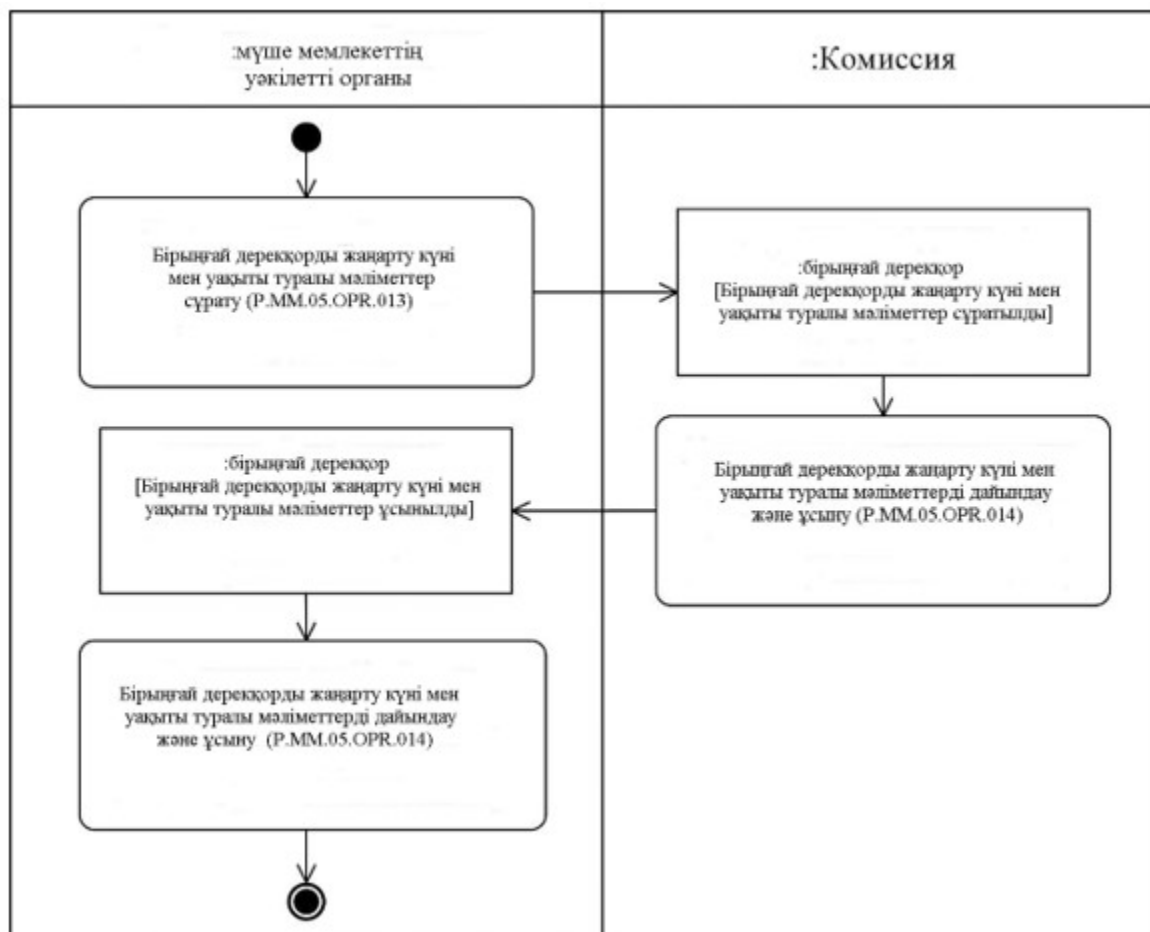 :мүше мемлекеттің
уәкілетті органы
:Комиссия
Бірыңғай дерекқорды жаңарту күні
мен уақыты туралы мәліметтер
сұрату (P.MM.05.OPR.013)
:бірыңғай дерекқор
[Бірыңғай дерекқорды жаңарту күні мен
уақыты туралы мәліметтер сұратылды]
Бірыңғай дерекқорды жаңарту күні мен
уақыты туралы мәліметтерді дайындау
және ұсыну (P.MM.05.OPR.014)
:бірыңғай дерекқор
[Бірыңғай дерекқорды жаңарту күні мен
уақыты туралы мәліметтер ұсынылды]
Бірыңғай дерекқорды жаңарту күні мен
уақыты туралы мәліметтерді дайындау
және ұсыну (P.MM.05.OPR.014)